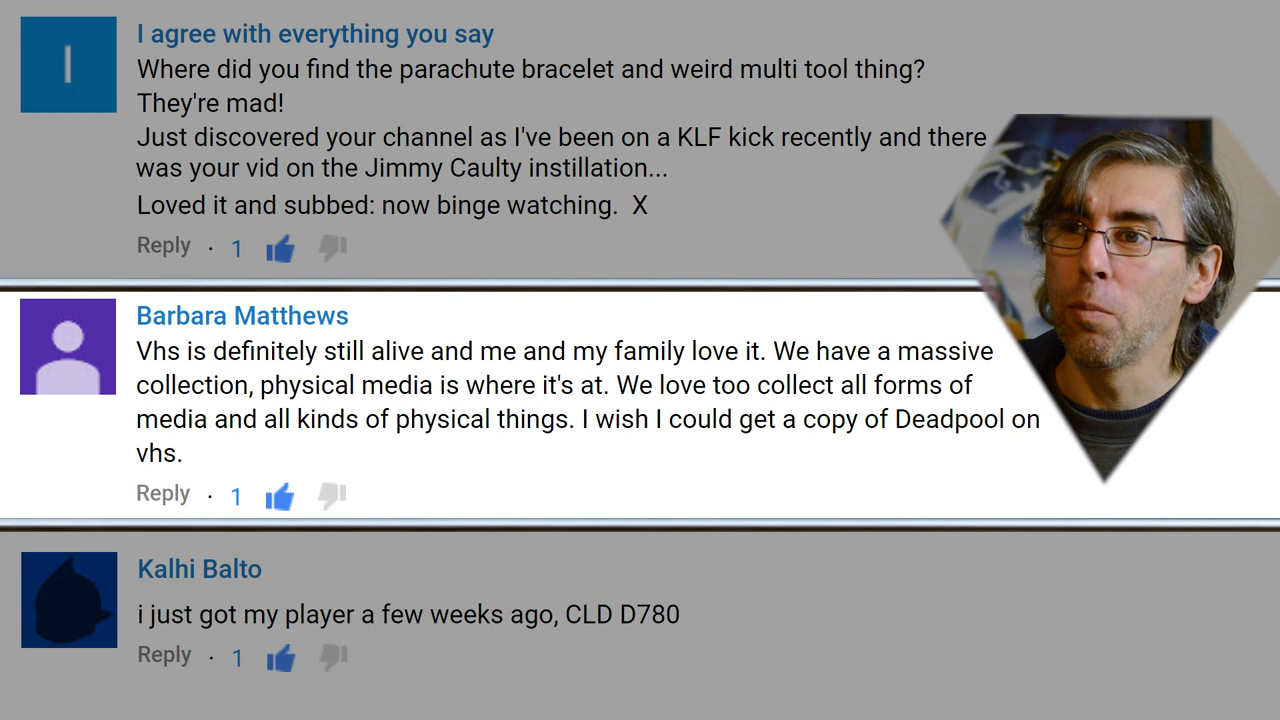 I
I agree with everything you say
Where did you find the parachute bracelet and weird multi tool thing?
They're mad!
Just discovered your channel as I've been on a KLF kick recently and there
was your vid on the Jimmy Caulty instillation...
Loved it and subbed: now binge watching.  X
Reply · 1
Barbara Matthews
Vhs is definitely still alive and me and my family love it. We have a massive
collection, physical media is where it's at. We love too collect all forms of
media and all kinds of physical things. I wish I could get a copy of Deadpool on
vhs.
Reply · 1
Kalhi Balto
i just got my player a few weeks ago, CLD D780
Reply · 1